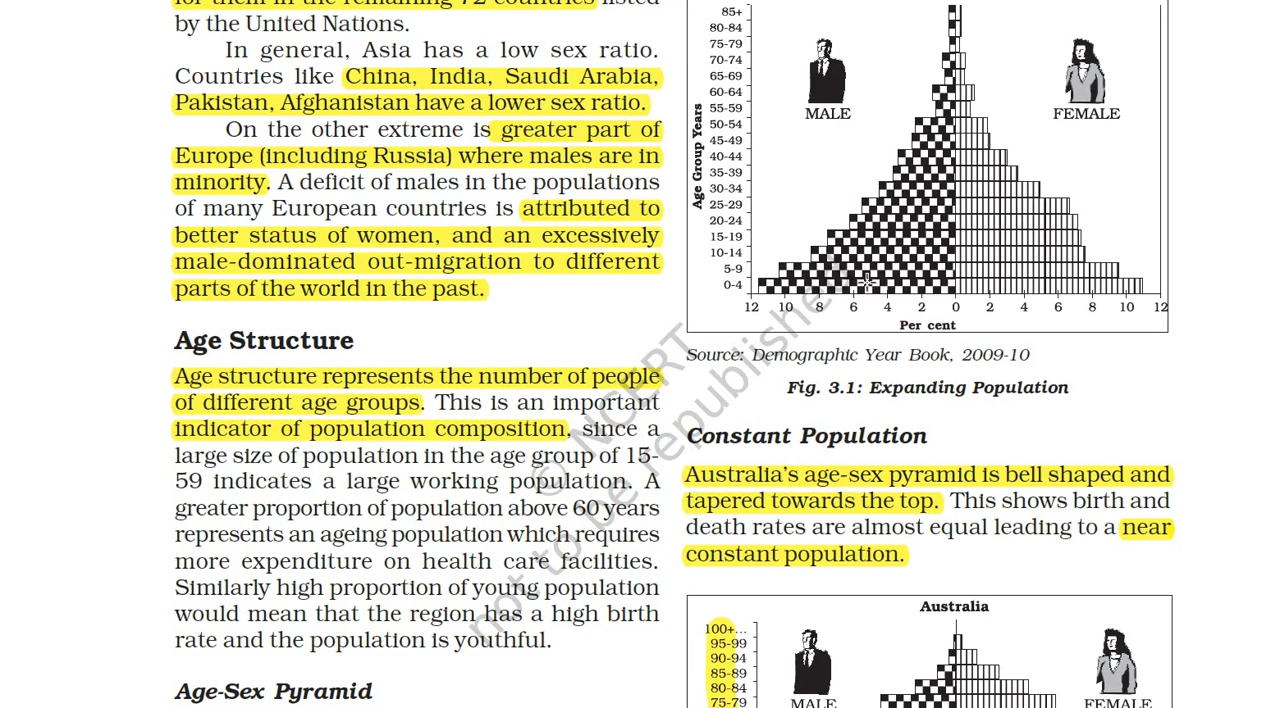 for them in the remaining 72 countries listed
by the United Nations.
In general, Asia has a low sex ratio.
Countries like China, India, Saudi Arabia,
Pakistan, Afghanistan have a lower sex ratio.
On the other extreme is greater part of
Europe (including Russia) where males are in
minority. A deficit of males in the populations
of many European countries is attributed to
better status of women, and an excessively
male-dominated out-migration to different
parts of the world in the past.
Age Structure
Age structure represents the number of people
of different age groups. This is an important
indicator of population composition, since a
large size of population in the age group of 15-
59 indicates a large working population. A
greater proportion of population above 60 years
represents an ageing population which requires
more expenditure on health care facilities.
Similarly high proportion of young population
would mean that the region has a high birth
rate and the population is youthful.
Age-Sex Pyramid
85+
80-84
75-79
70-74
65-69
60-64
55-59
50-54
45-49
40-44
35-39
30-34
25-29
20-24
15-19
10-14
5-9
0-4
Age Group Years
MALE
FEMALE
12 10 8 6 4 2 0 2 4 6 8 10 12
Per cent
Source: Demographic Year Book, 2009-10
Fig. 3.1: Expanding Population
Constant Population
Australia's age-sex pyramid is bell shaped and
tapered towards the top. This shows birth and
death rates are almost equal leading to a near
constant population.
Australia
100+...
95-99
90-94
85-89
80-84
75-79
MALE
FEMALE
© NCERT
not to be republished